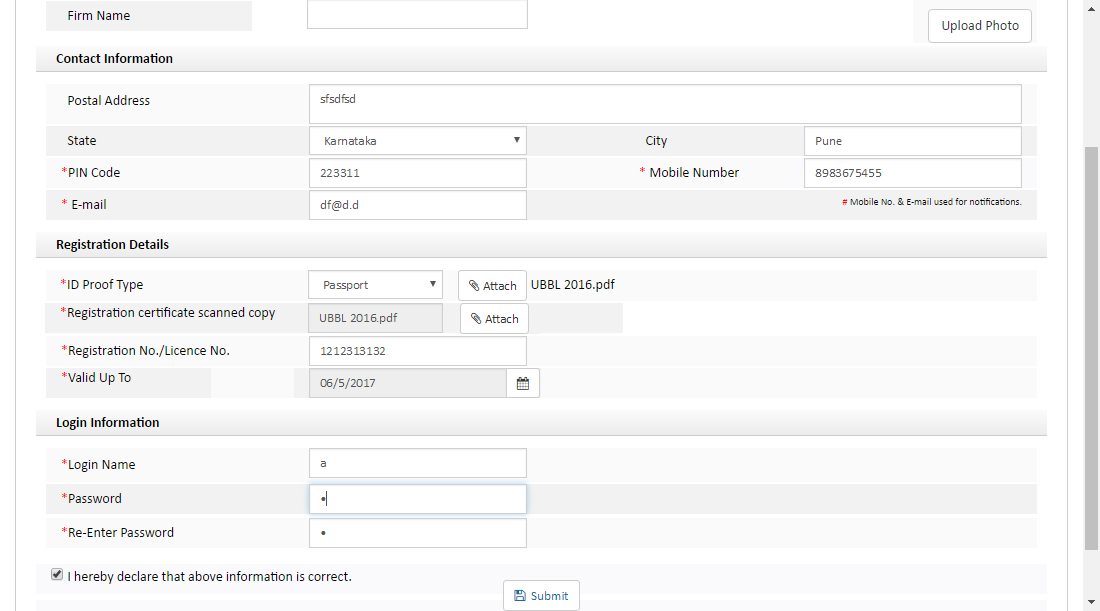 Firm Name
Upload Photo
Contact Information
Postal Address sfsdfsd
State Karnataka City Pune
*PIN Code 223311 * Mobile Number 8983675455
* E-mail df@d.d # Mobile No. & E-mail used for notifications.
Registration Details
*ID Proof Type Passport Attach UBBL 2016.pdf
*Registration certificate scanned copy UBBL 2016.pdf Attach
*Registration No./Licence No. 1212313132
*Valid Up To 06/5/2017
Login Information
*Login Name a
*Password •
*Re-Enter Password •
I hereby declare that above information is correct.
Submit